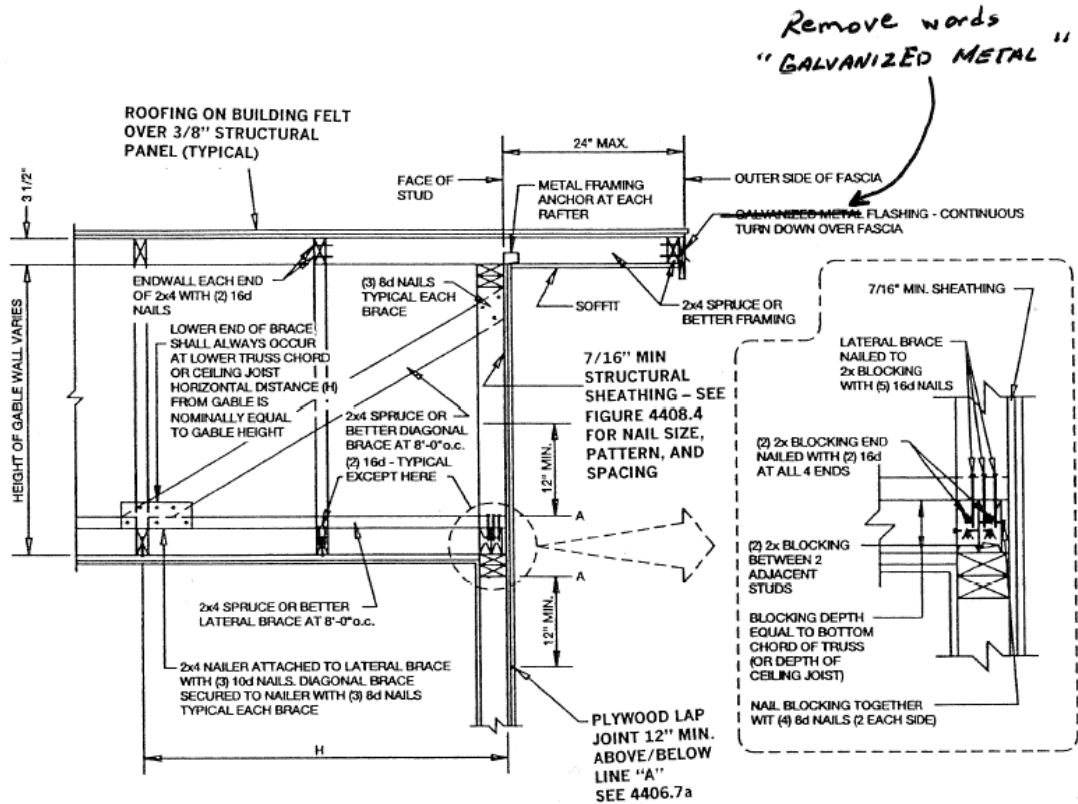 Remove words
"GALVANIZED METAL"
ROOFING ON BUILDING FELT
OVER 3/8" STRUCTURAL
PANEL (TYPICAL)
24" MAX.
3 1/2"
FACE OF
STUD
METAL FRAMING
ANCHOR AT EACH
RAFTER
OUTER SIDE OF FASCIA
GALVANIZED METAL FLASHING - CONTINUOUS
TURN DOWN OVER FASCIA
ENDWALL EACH END
OF 2x4 WITH (2) 16d
NAILS
(3) 8d NAILS
TYPICAL EACH
BRACE
SOFFIT
2x4 SPRUCE OR
BETTER FRAMING
HEIGHT OF GABLE WALL VARIES
LOWER END OF BRACE
SHALL ALWAYS OCCUR
AT LOWER TRUSS CHORD
OR CEILING JOIST
HORIZONTAL DISTANCE (H)
FROM GABLE IS
NOMINALLY EQUAL
TO GABLE HEIGHT
2x4 SPRUCE OR
BETTER DIAGONAL
BRACE AT 8'-0"o.c.
(2) 16d - TYPICAL
EXCEPT HERE
7/16" MIN
STRUCTURAL
SHEATHING – SEE
FIGURE 4408.4
FOR NAIL SIZE,
PATTERN, AND
SPACING
12" MIN.
A
A
12" MIN.
2x4 SPRUCE OR BETTER
LATERAL BRACE AT 8'-0"o.c.
2x4 NAILER ATTACHED TO LATERAL BRACE
WITH (3) 10d NAILS. DIAGONAL BRACE
SECURED TO NAILER WITH (3) 8d NAILS
TYPICAL EACH BRACE
H
PLYWOOD LAP
JOINT 12" MIN.
ABOVE/BELOW
LINE "A"
SEE 4406.7a
7/16" MIN. SHEATHING
LATERAL BRACE
NAILED TO
2x BLOCKING
WITH (5) 16d NAILS
(2) 2x BLOCKING END
NAILED WITH (2) 16d
AT ALL 4 ENDS
(2) 2x BLOCKING
BETWEEN 2
ADJACENT
STUDS
BLOCKING DEPTH
EQUAL TO BOTTOM
CHORD OF TRUSS
(OR DEPTH OF
CEILING JOIST)
NAIL BLOCKING TOGETHER
WIT (4) 8d NAILS (2 EACH SIDE)